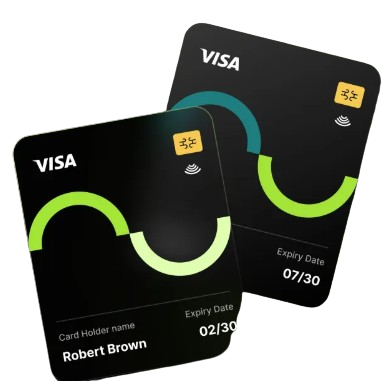 VISA
Expiry Date
07/30
VISA
Card Holder name
Robert Brown
Expiry Date
02/30